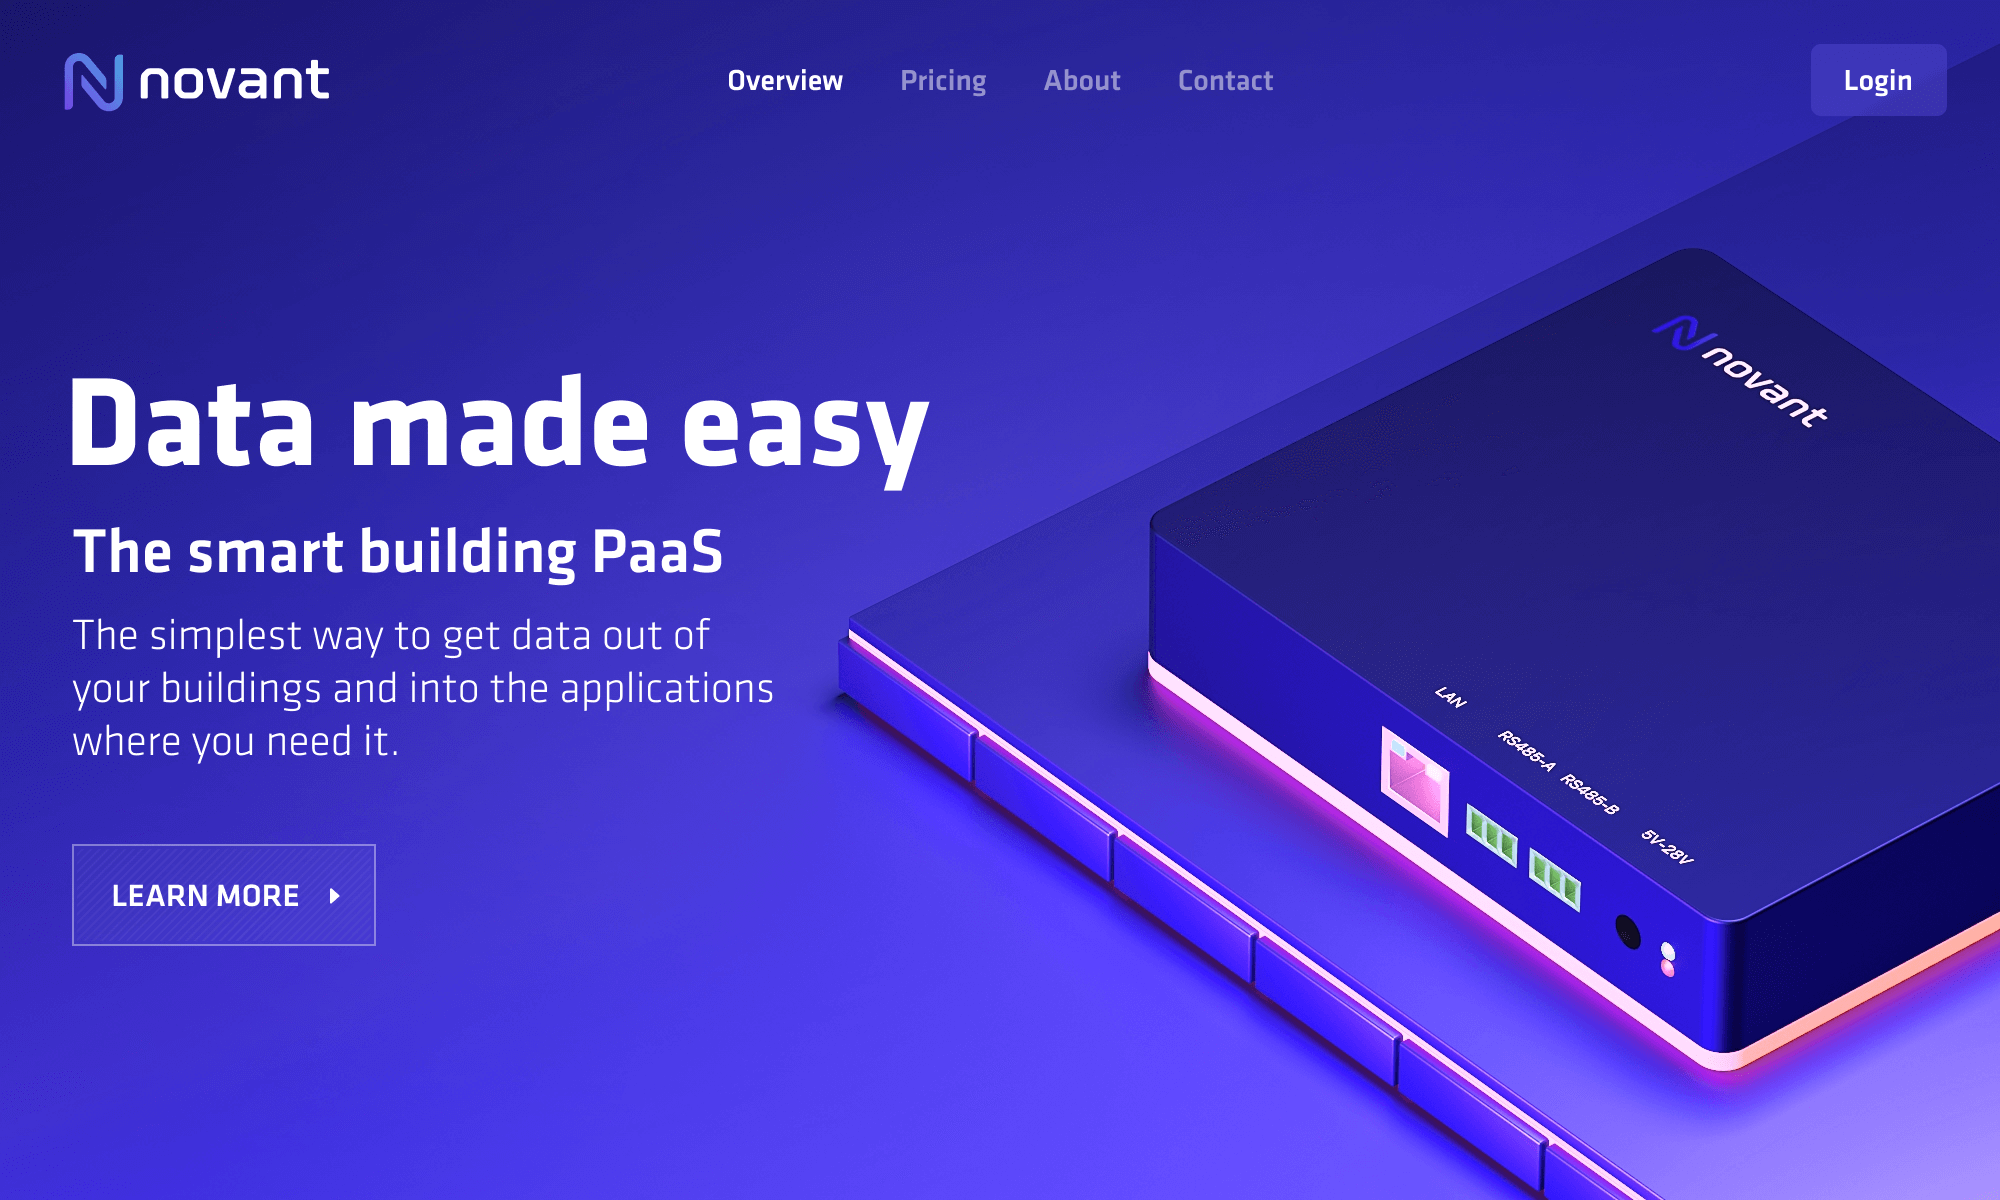 novant
Overview
Pricing
About
Contact
Login
novant
Data made easy
The smart building PaaS
The simplest way to get data out of
your buildings and into the applications
where you need it.
LAN
RS485-A
RS485-B
5V-28V
LEARN MORE